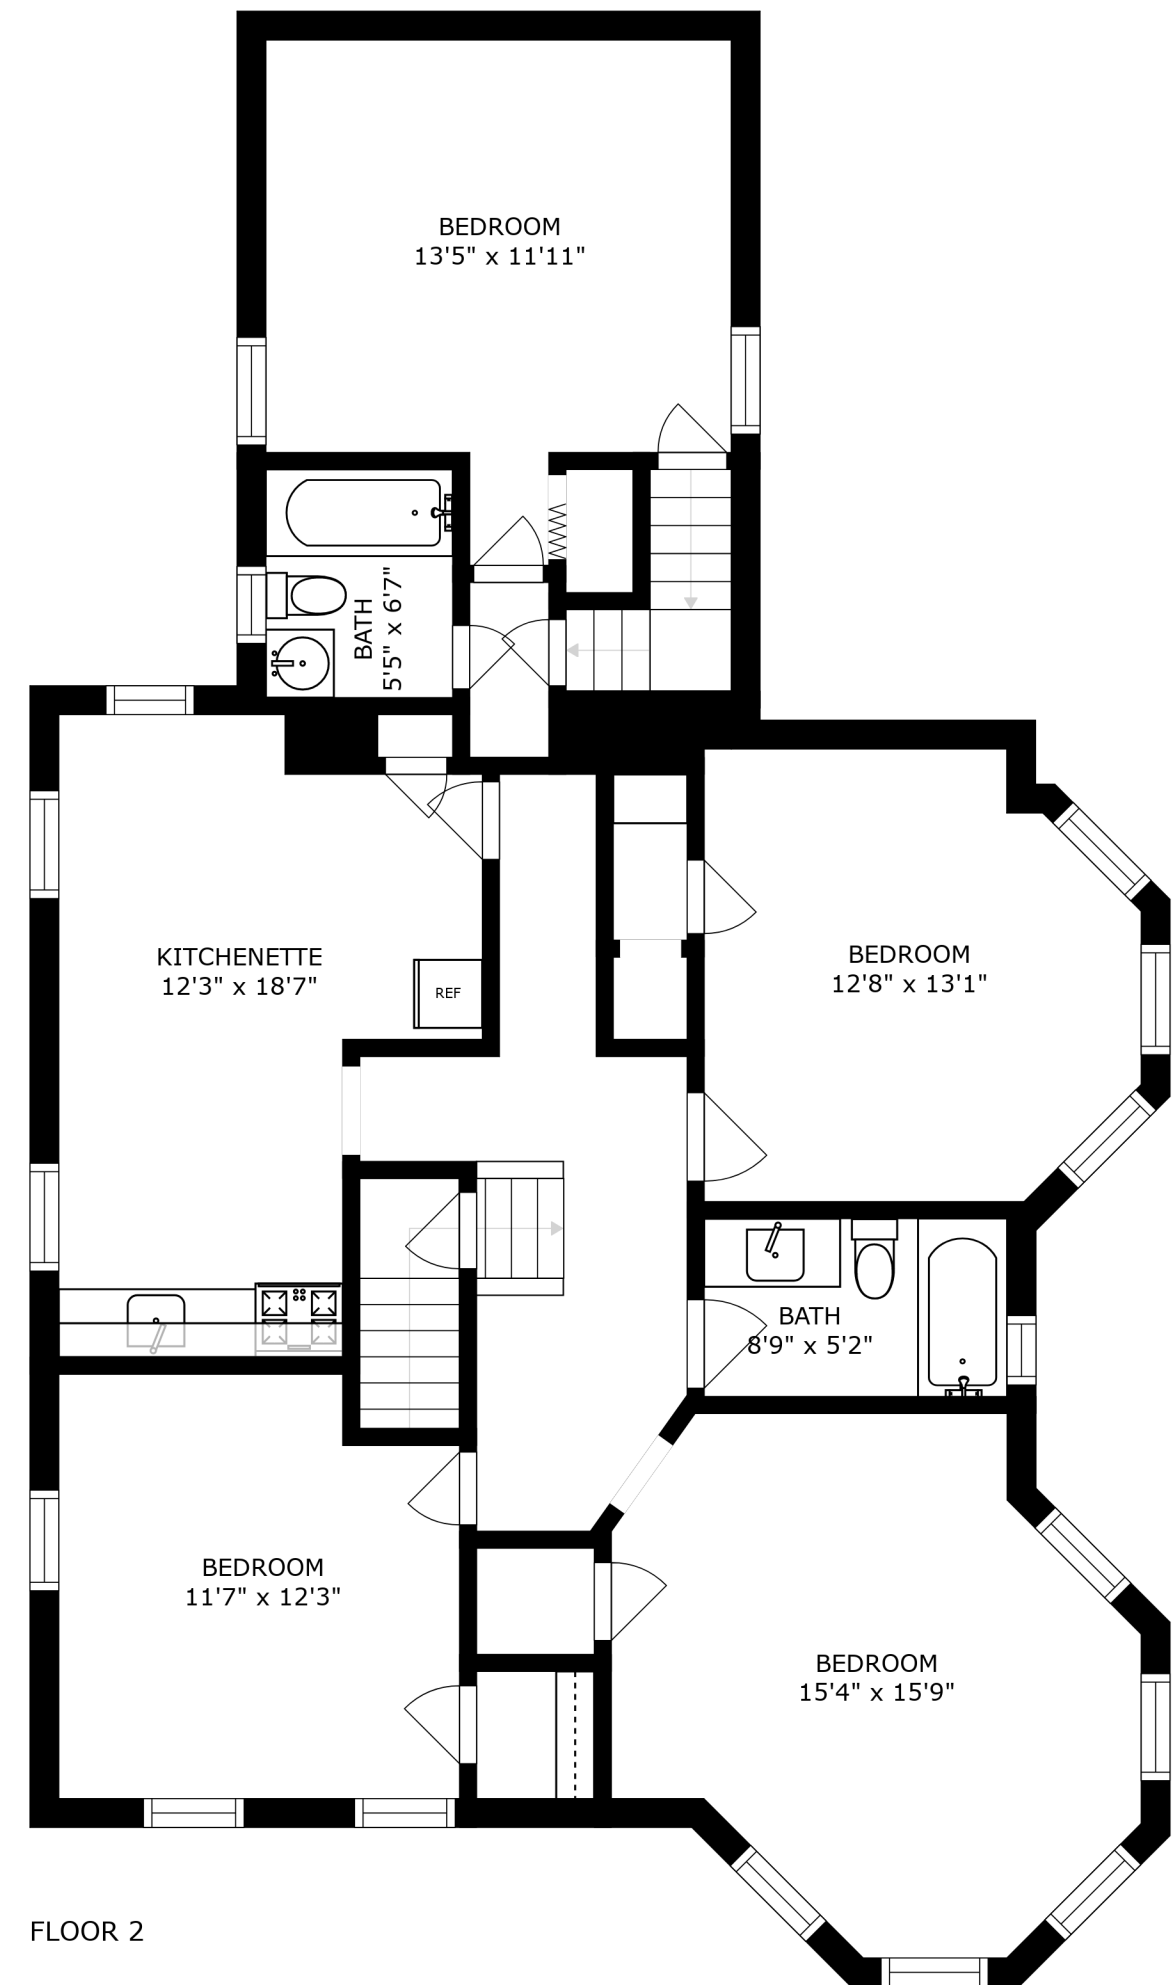 BEDROOM
13'5" x 11'11"
BATH
5'5" x 6'7"
KITCHENETTE
12'3" x 18'7"
REF
BEDROOM
12'8" x 13'1"
BATH
8'9" x 5'2"
BEDROOM
11'7" x 12'3"
BEDROOM
15'4" x 15'9"
FLOOR 2